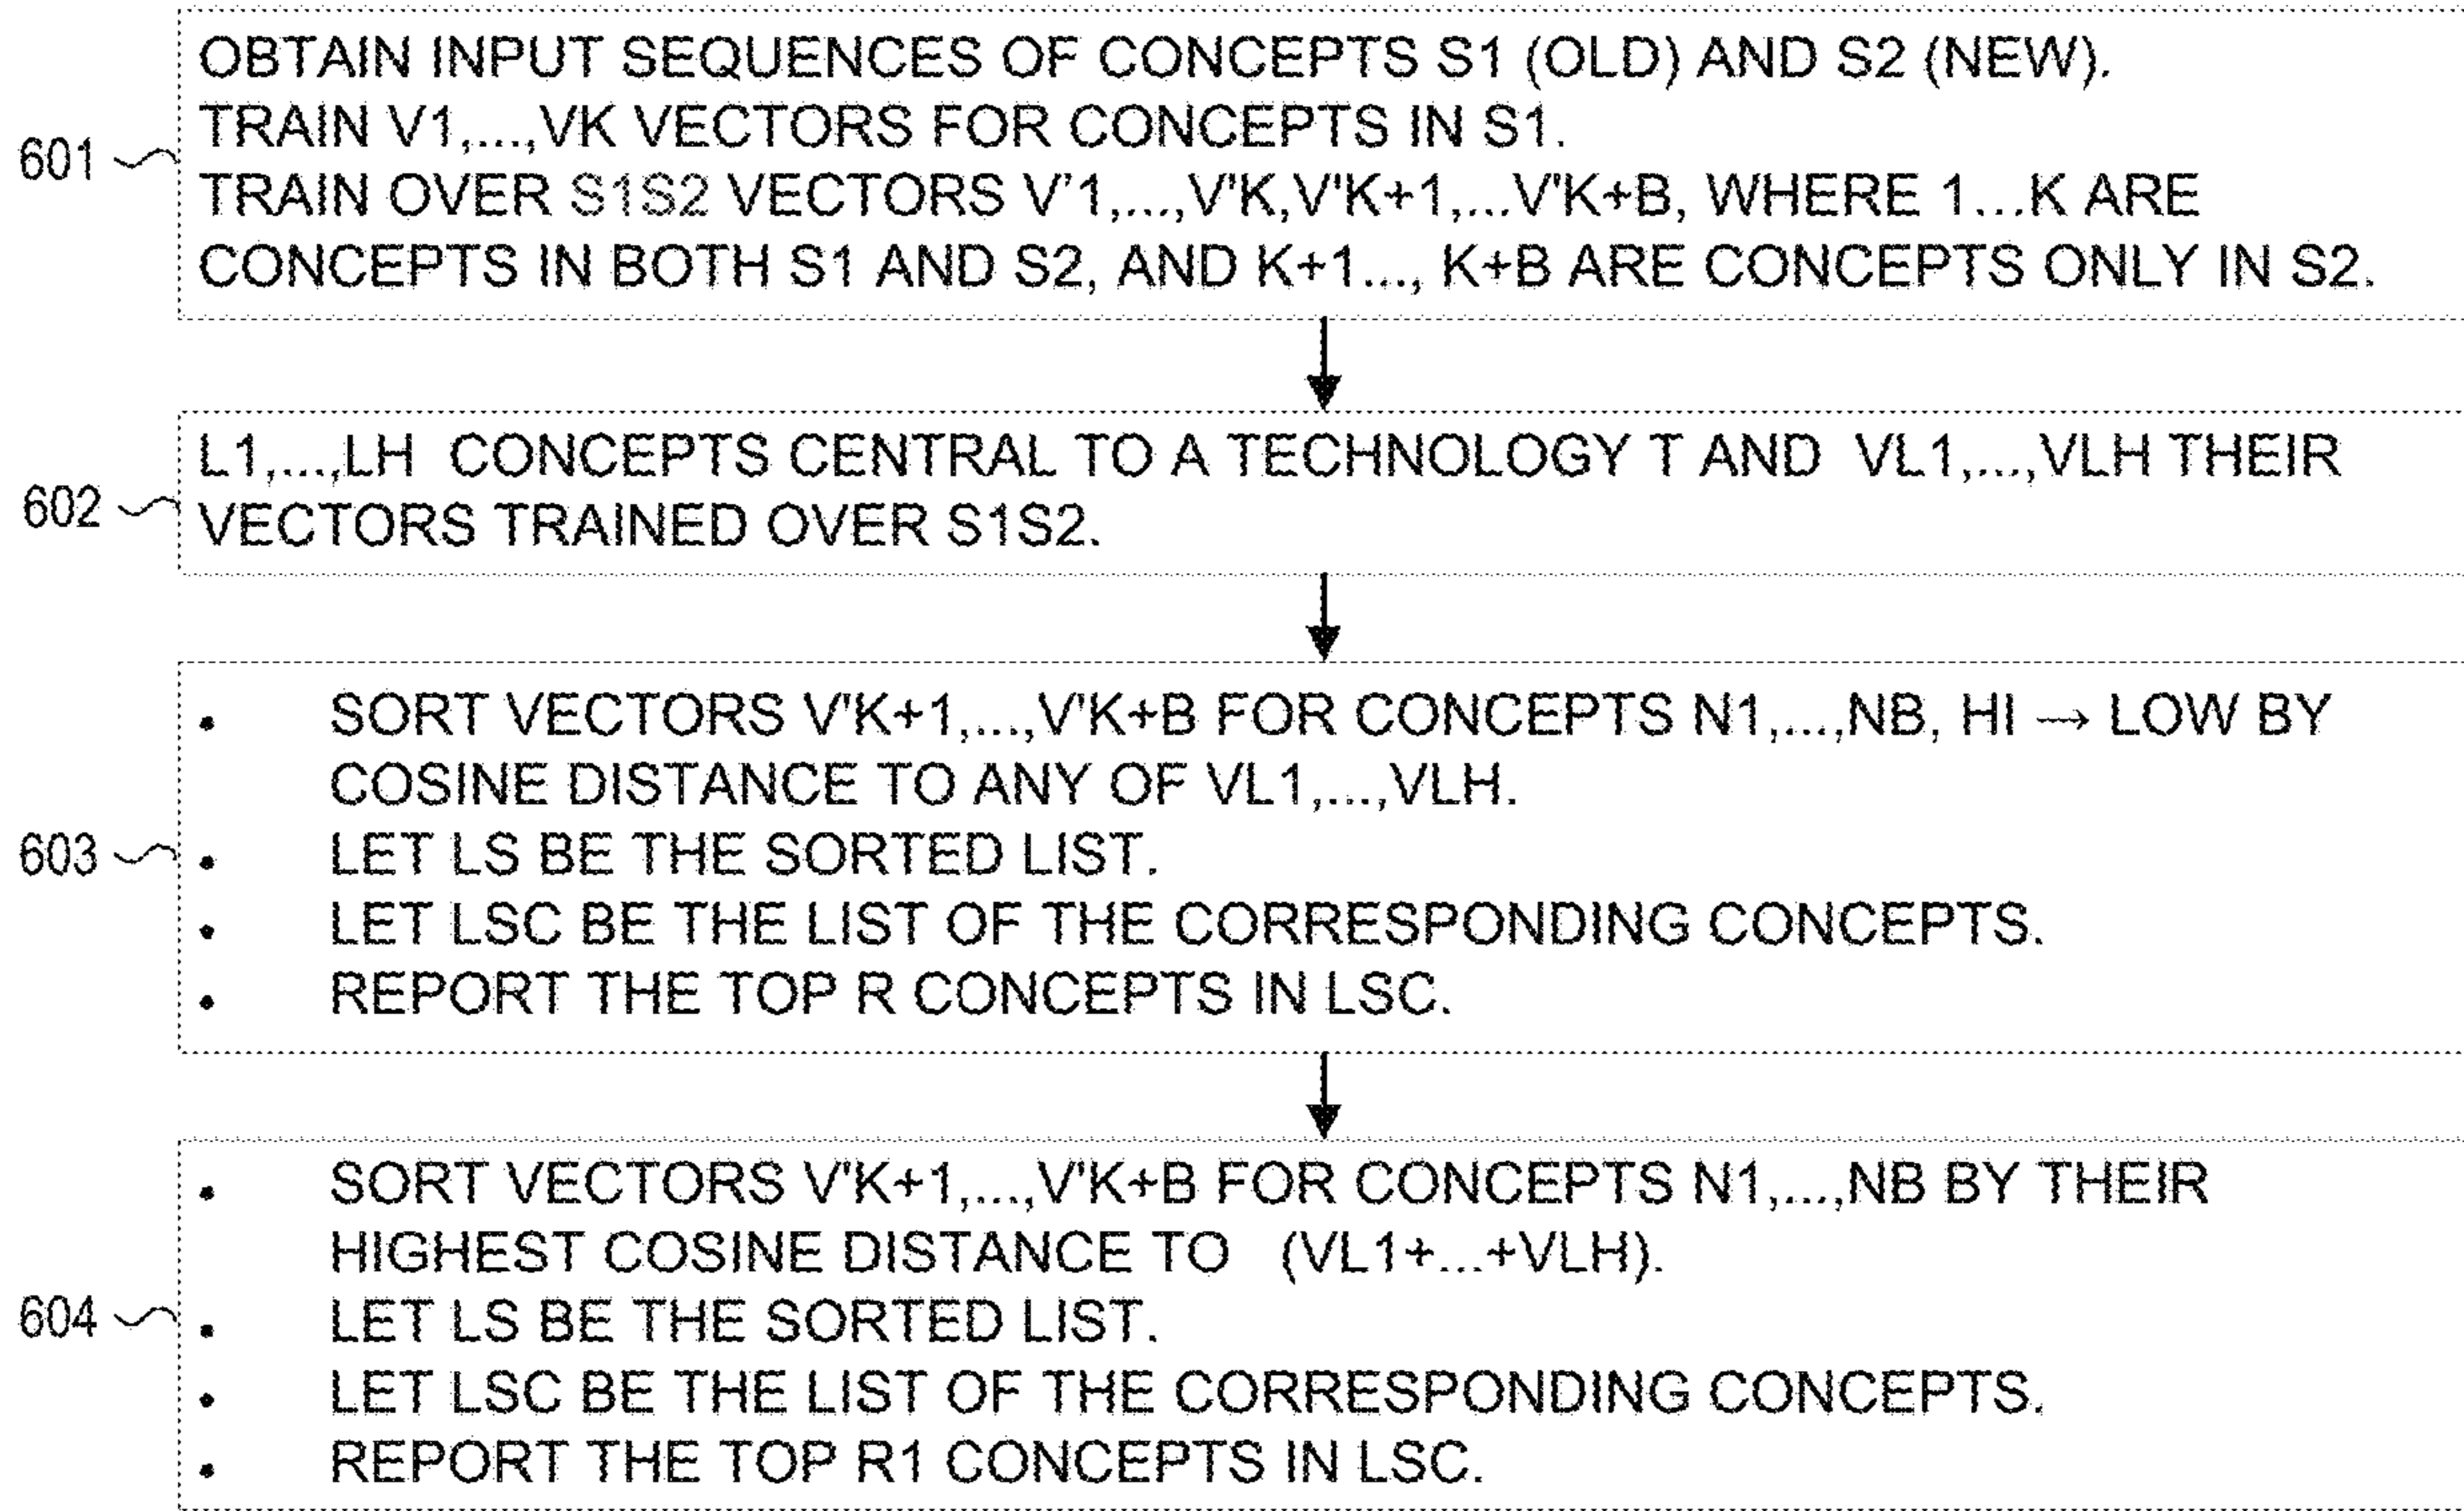 OBTAIN INPUT SEQUENCES OF CONCEPTS S1 (OLD) AND S2 (NEW).
TRAIN V1,...,VK VECTORS FOR CONCEPTS IN S1.
601
TRAIN OVER S1S2 VECTORS V'1,...,V'K,V'K+1,...V'K+B, WHERE 1...K ARE
CONCEPTS IN BOTH S1 AND S2, AND K+1..., K+B ARE CONCEPTS ONLY IN S2.
L1,...,LH CONCEPTS CENTRAL TO A TECHNOLOGY T AND VL1,...,VLH THEIR
602
VECTORS TRAINED OVER S1S2.
• SORT VECTORS V'K+1,...,V'K+B FOR CONCEPTS N1,...,NB, HI → LOW BY
COSINE DISTANCE TO ANY OF VL1,...,VLH.
603
• LET LS BE THE SORTED LIST.
• LET LSC BE THE LIST OF THE CORRESPONDING CONCEPTS.
• REPORT THE TOP R CONCEPTS IN LSC.
• SORT VECTORS V'K+1,...,V'K+B FOR CONCEPTS N1,...,NB BY THEIR
HIGHEST COSINE DISTANCE TO (VL1+...+VLH).
604
• LET LS BE THE SORTED LIST.
• LET LSC BE THE LIST OF THE CORRESPONDING CONCEPTS.
• REPORT THE TOP R1 CONCEPTS IN LSC.